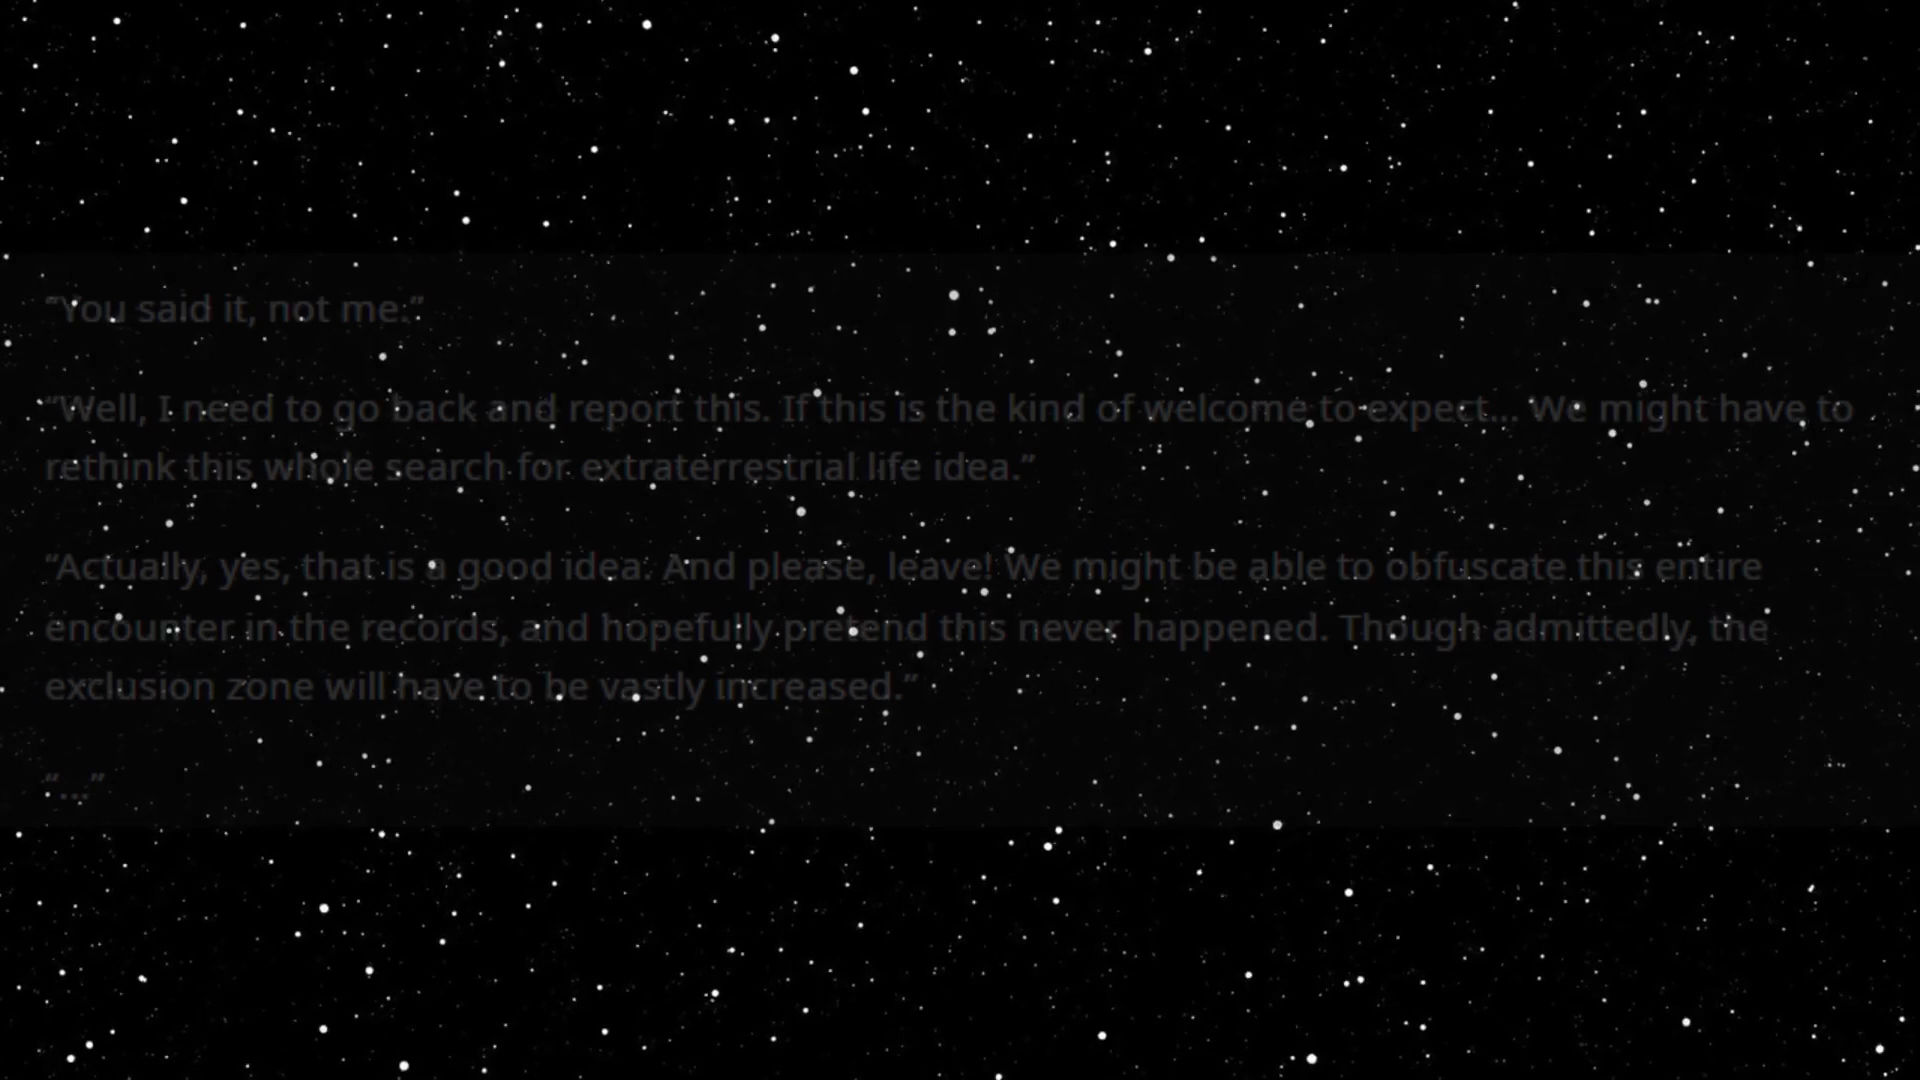 “You said it, not me.”
“Well, I need to go back and report this. If this is the kind of welcome to expect... We might have to
rethink this whole search for extraterrestrial life idea.”
“Actually, yes, that is a good idea. And please, leave! We might be able to obfuscate this entire
encounter in the records, and hopefully pretend this never happened. Though admittedly, the
exclusion zone will have to be vastly increased.”
“...”